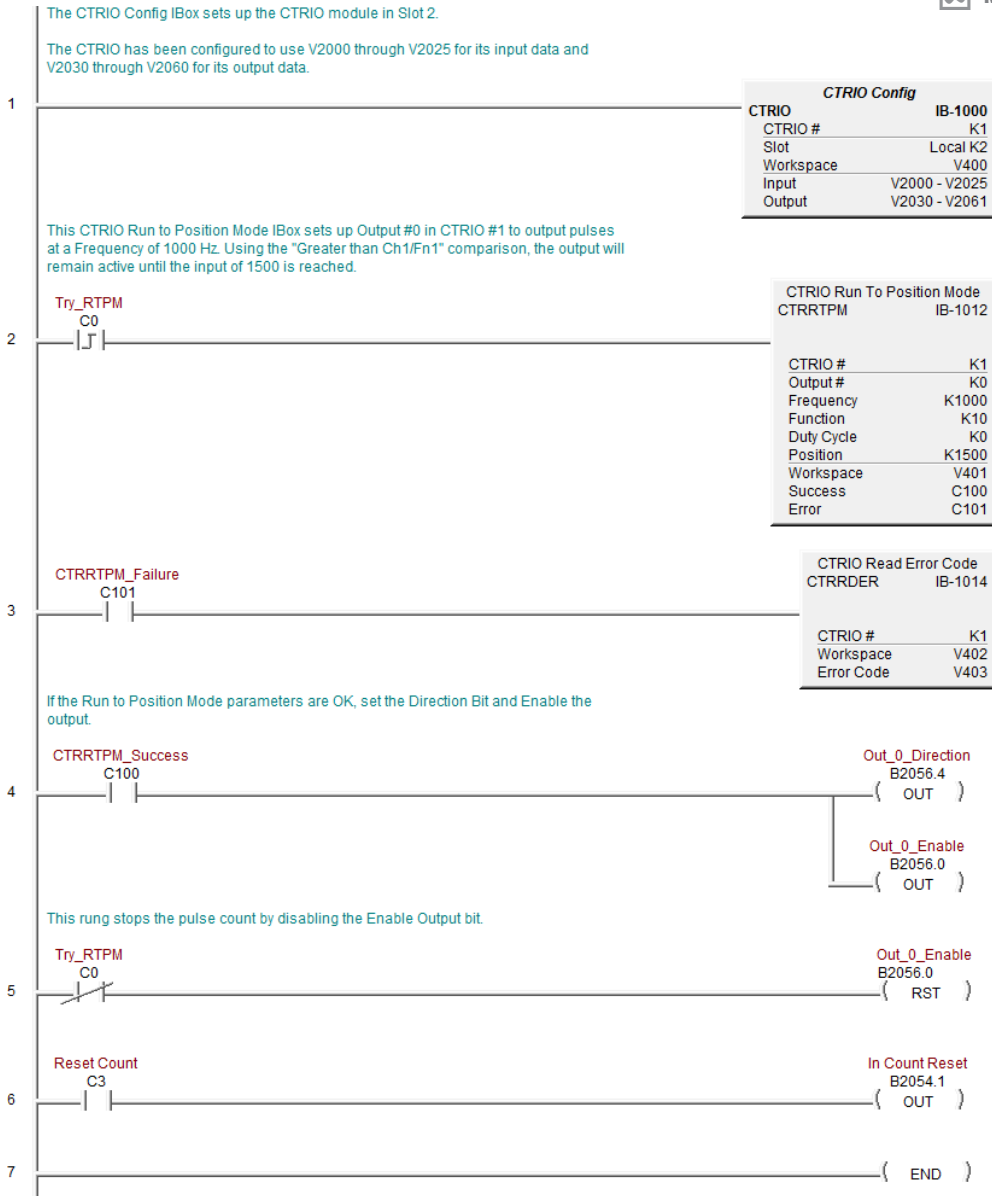 The CTRIO Config IBox sets up the CTRIO module in Slot 2.
The CTRIO has been configured to use V2000 through V2025 for its input data and
V2030 through V2060 for its output data.
1
CTRIO Config
CTRIO IB-1000
CTRIO # K1
Slot Local K2
Workspace V400
Input V2000 - V2025
Output V2030 - V2061
This CTRIO Run to Position Mode IBox sets up Output #0 in CTRIO #1 to output pulses
at a Frequency of 1000 Hz. Using the "Greater than Ch1/Fn1" comparison, the output will
remain active until the input of 1500 is reached.
Try_RTPM
C0
2
CTRIO Run To Position Mode
CTRRTPM IB-1012
CTRIO # K1
Output # K0
Frequency K1000
Function K10
Duty Cycle K0
Position K1500
Workspace V401
Success C100
Error C101
CTRRTPM_Failure
C101
3
CTRIO Read Error Code
CTRRDER IB-1014
CTRIO # K1
Workspace V402
Error Code V403
If the Run to Position Mode parameters are OK, set the Direction Bit and Enable the
output.
CTRRTPM_Success
C100
4
Out_0_Direction
B2056.4
OUT
Out_0_Enable
B2056.0
OUT
This rung stops the pulse count by disabling the Enable Output bit.
Try_RTPM
C0
5
Out_0_Enable
B2056.0
RST
Reset Count
C3
6
In Count Reset
B2054.1
OUT
7
END